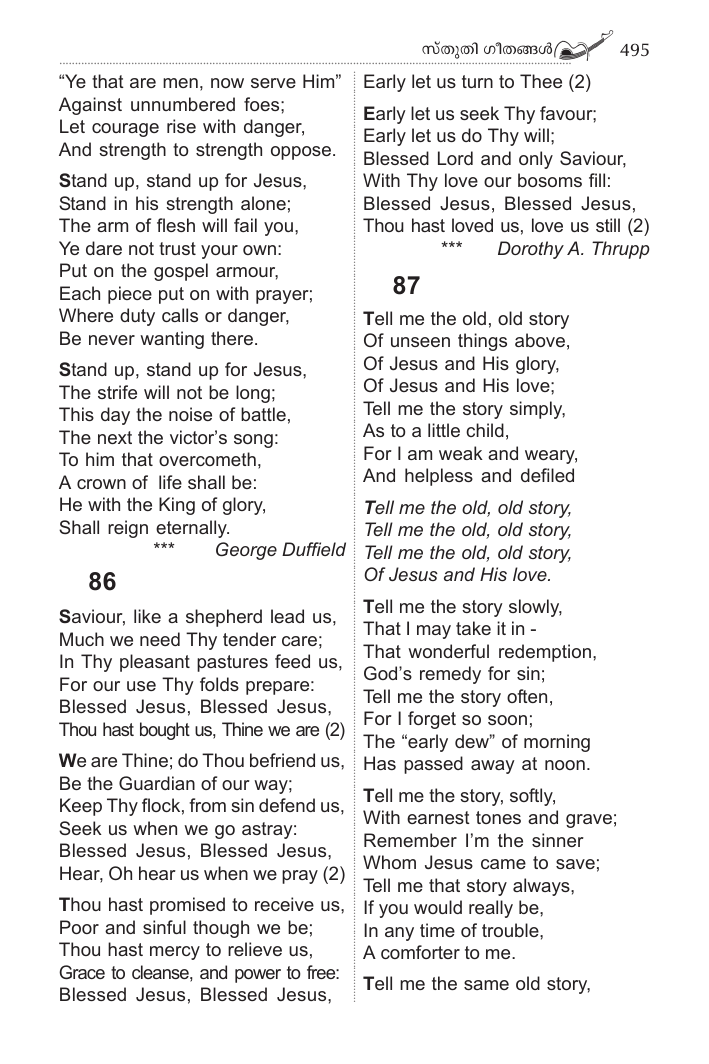 സ്തുതി ഗീതങ്ങൾ 495
“Ye that are men, now serve Him”
Against unnumbered foes;
Let courage rise with danger,
And strength to strength oppose.
Stand up, stand up for Jesus,
Stand in his strength alone;
The arm of flesh will fail you,
Ye dare not trust your own:
Put on the gospel armour,
Each piece put on with prayer;
Where duty calls or danger,
Be never wanting there.
Stand up, stand up for Jesus,
The strife will not be long;
This day the noise of battle,
The next the victor’s song:
To him that overcometh,
A crown of life shall be:
He with the King of glory,
Shall reign eternally.
*** George Duffield
86
Saviour, like a shepherd lead us,
Much we need Thy tender care;
In Thy pleasant pastures feed us,
For our use Thy folds prepare:
Blessed Jesus, Blessed Jesus,
Thou hast bought us, Thine we are (2)
We are Thine; do Thou befriend us,
Be the Guardian of our way;
Keep Thy flock, from sin defend us,
Seek us when we go astray:
Blessed Jesus, Blessed Jesus,
Hear, Oh hear us when we pray (2)
Thou hast promised to receive us,
Poor and sinful though we be;
Thou hast mercy to relieve us,
Grace to cleanse, and power to free:
Blessed Jesus, Blessed Jesus,
Early let us turn to Thee (2)
Early let us seek Thy favour;
Early let us do Thy will;
Blessed Lord and only Saviour,
With Thy love our bosoms fill:
Blessed Jesus, Blessed Jesus,
Thou hast loved us, love us still (2)
*** Dorothy A. Thrupp
87
Tell me the old, old story
Of unseen things above,
Of Jesus and His glory,
Of Jesus and His love;
Tell me the story simply,
As to a little child,
For I am weak and weary,
And helpless and defiled
Tell me the old, old story,
Tell me the old, old story,
Tell me the old, old story,
Of Jesus and His love.
Tell me the story slowly,
That I may take it in -
That wonderful redemption,
God’s remedy for sin;
Tell me the story often,
For I forget so soon;
The “early dew” of morning
Has passed away at noon.
Tell me the story, softly,
With earnest tones and grave;
Remember I’m the sinner
Whom Jesus came to save;
Tell me that story always,
If you would really be,
In any time of trouble,
A comforter to me.
Tell me the same old story,